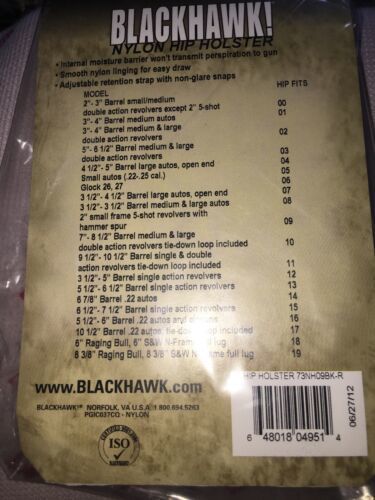 BLACKHAWK!
NYLON HIP HOLSTER
• Internal moisture barrier won't transmit perspiration to gun
• Smooth nylon linging for easy draw
• Adjustable retention strap with non-glare snaps
MODEL HIP FITS
2"- 3" Barrel small/medium
double action revolvers except 2" 5-shot 00
3"- 4" Barrel medium autos 01
3"- 4" Barrel medium & large
double action revolvers 02
5"- 6 1/2" Barrel medium &
double action revolvers 03
4 1/2"- 5" Barrel large autos, open end 04
Small autos (.22-.25 cal.) 05
Glock 26, 27 06
3 1/2"- 4" Barrel large autos, open end 07
3 1/2"- 3 1/2" Barrel medium autos 08
2" small frame 5-shot revolvers with
hammer spur 09
7"- 8 1/2" Barrel medium & large
double action revolvers tie-down loop included 10
9 1/2"- 10 1/2" Barrel single & double
action revolvers tie-down loop included 11
3 1/2"- 5" Barrel single action revolvers 12
5 1/2"- 6 1/2" Barrel single action revolvers 13
6 7/8" Barrel .22 autos 14
6 1/2"- 7 1/2" Barrel single action revolvers 15
5 1/2"- 6" Barrel .22 autos and 16
10 1/2" Barrel .22 autos, tie-down loop included 17
6" Raging Bull, 6" S&W N-Frame full lug 18
8 3/8" Raging Bull, 8 3/8" S&W N-Frame full lug 19
www.BLACKHAWK.com
HIP HOLSTER 73NH09BK-R
06/27/12
BLACKHAWK!® NORFOLK, VA U.S.A 1.800.694.5263
PGIC037CQ - NYLON
ISO
6 48018 04951 4